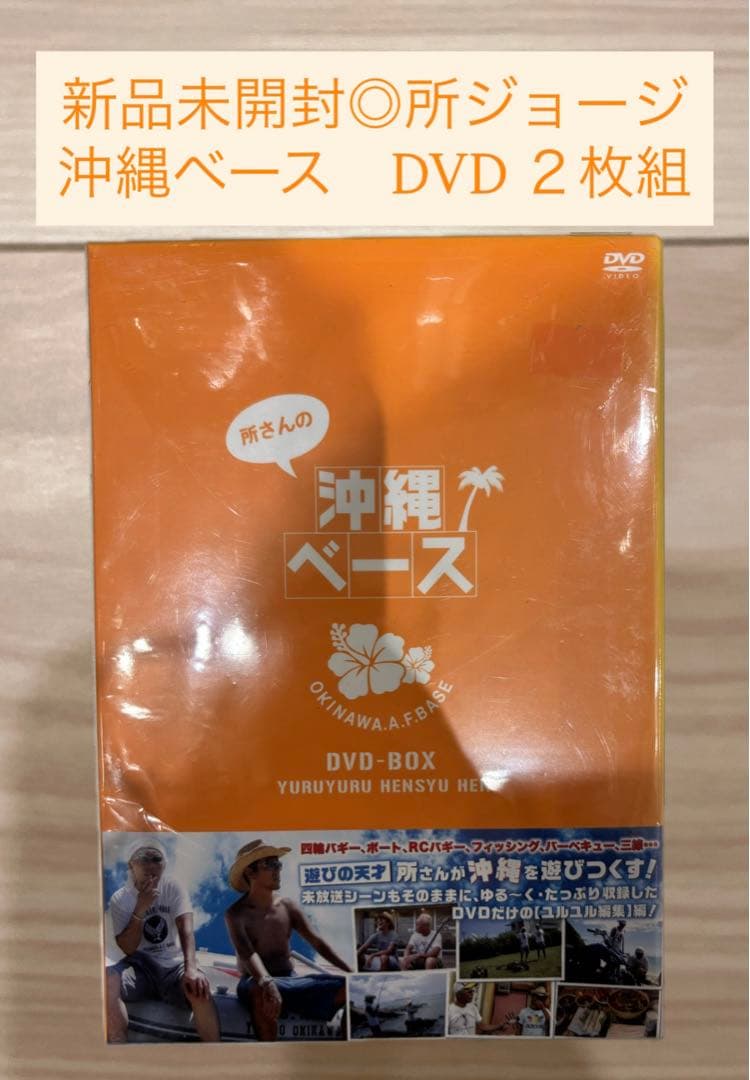 新品未開封◎所ジョージ
沖縄ベース　DVD ２枚組
DVD
VIDEO
所さんの
沖縄
ベース
OKINAWA.A.F.BASE
DVD-BOX
YURUYURU HENSYU HEN
四輪バギー、ボート、RCバギー、フィッシング、バーベキュー、三線•••
遊びの天才 所さんが沖縄を遊びつくす!
未放送シーンもそのままに、ゆる〜く・たっぷり収録した
DVDだけの[ユルユル編集]編!